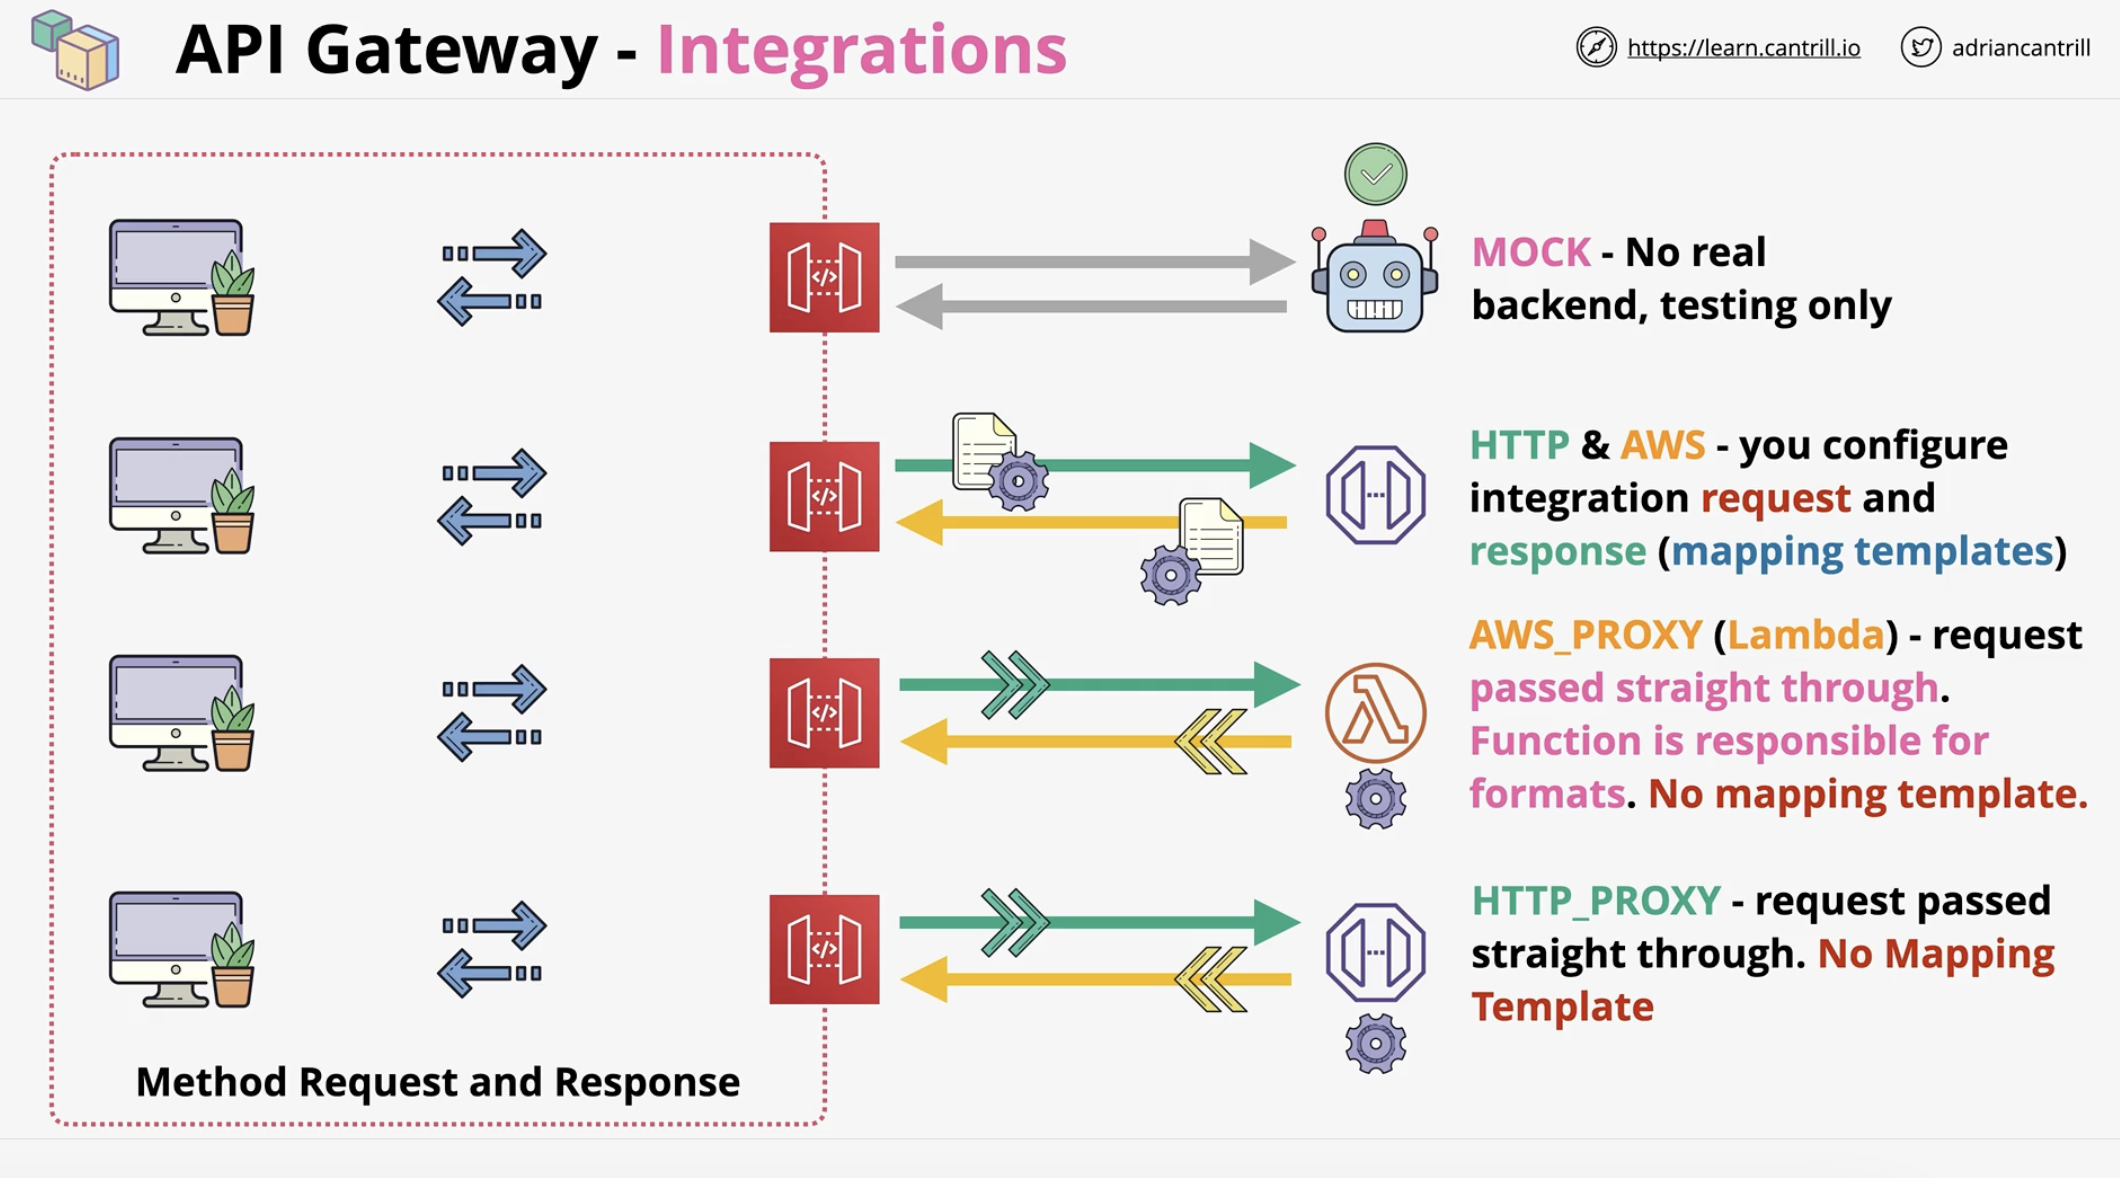 API Gateway - Integrations
https://learn.cantrill.io
adriancantrill
MOCK - No real
backend, testing only
HTTP & AWS - you configure
integration request and
response (mapping templates)
AWS_PROXY (Lambda) - request
passed straight through.
Function is responsible for
formats. No mapping template.
HTTP_PROXY - request passed
straight through. No Mapping
Template
Method Request and Response